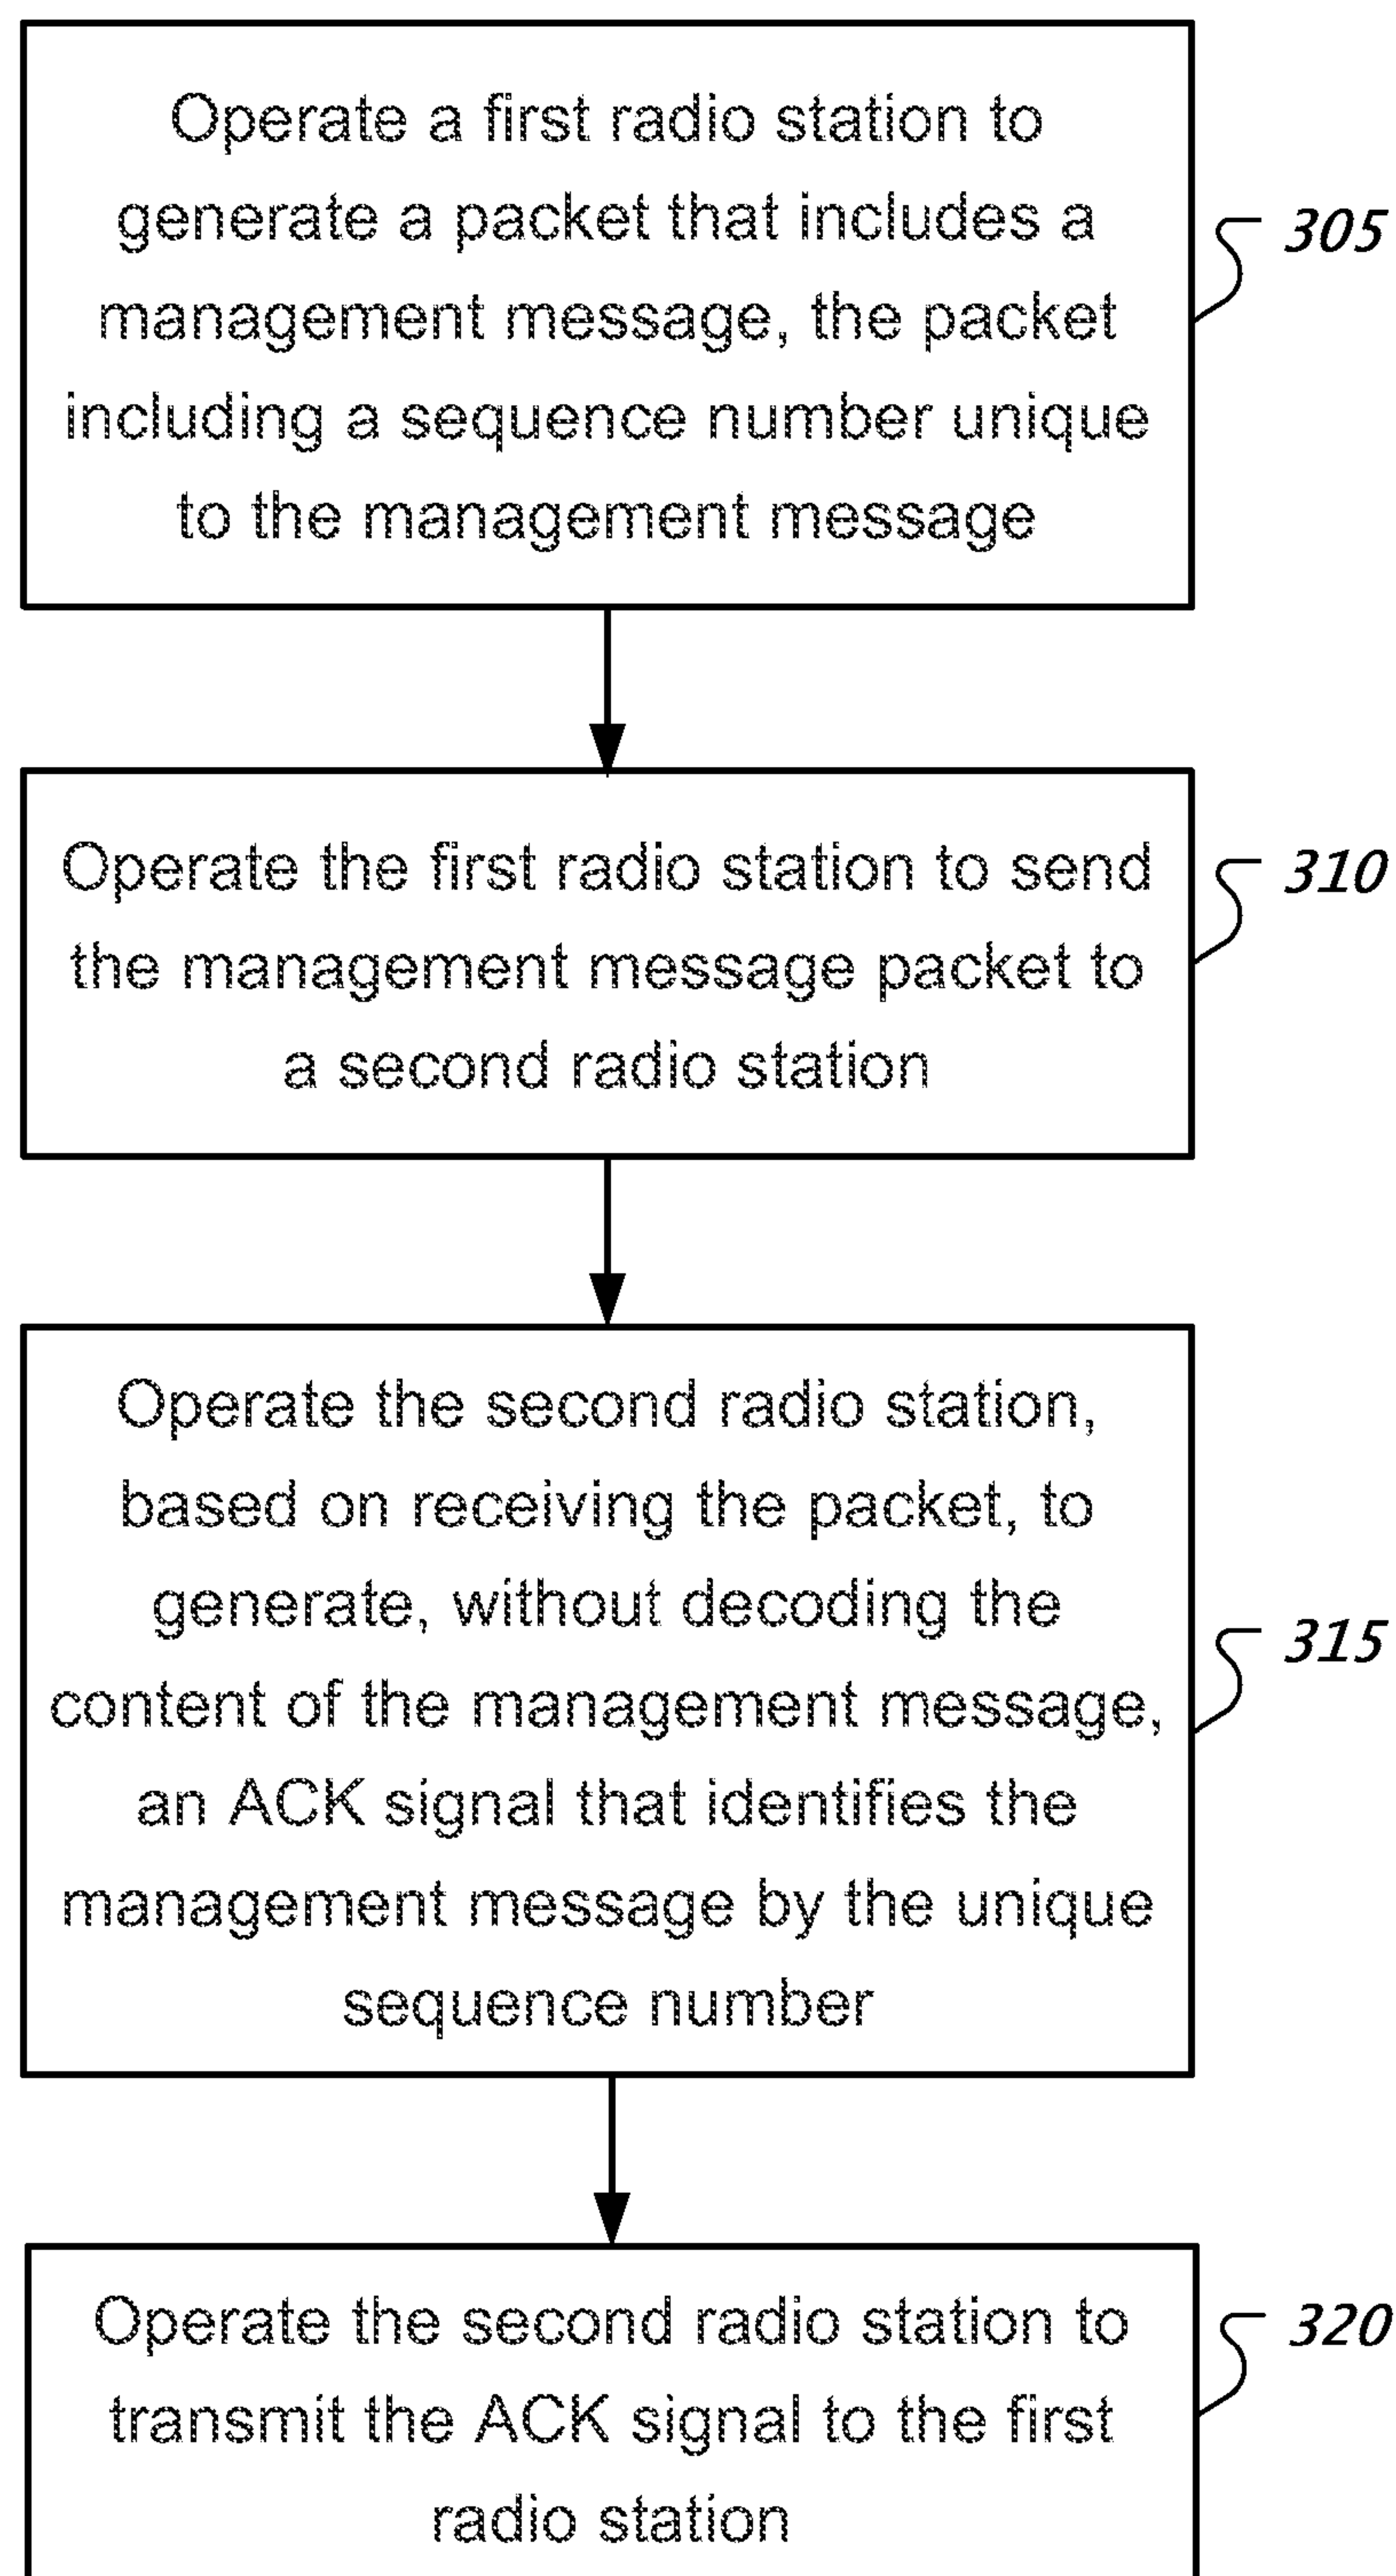 Operate a first radio station to
generate a packet that includes a
management message, the packet
including a sequence number unique
to the management message
305
Operate the first radio station to send
the management message packet to
a second radio station
310
Operate the second radio station,
based on receiving the packet, to
generate, without decoding the
content of the management message,
an ACK signal that identifies the
management message by the unique
sequence number
315
Operate the second radio station to
transmit the ACK signal to the first
radio station
320